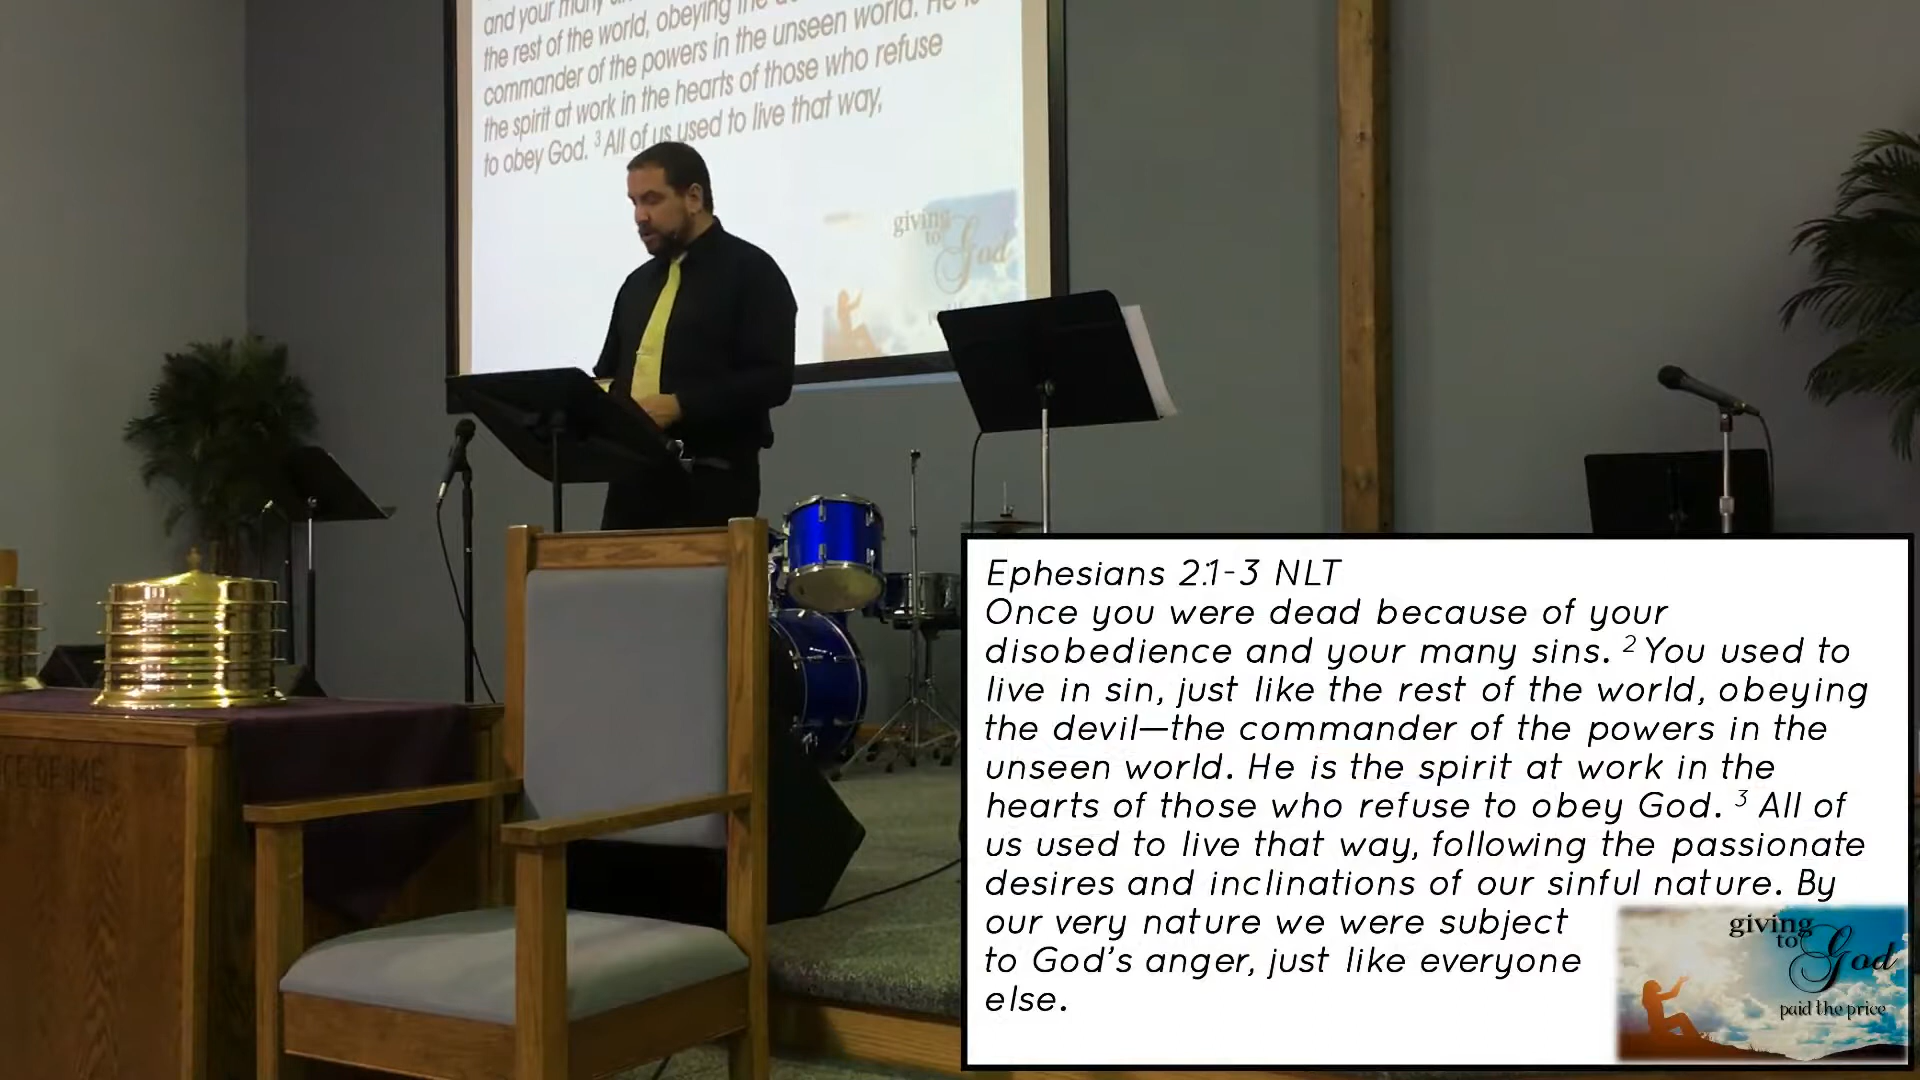 and your many
the rest of the world, obeying the
commander of the powers in the unseen world. He is
the spirit at work in the hearts of those who refuse
to obey God. ³ All of us used to live that way,
giving
to
God
CE OF ME
Ephesians 2:1-3 NLT
Once you were dead because of your
disobedience and your many sins. ² You used to
live in sin, just like the rest of the world, obeying
the devil—the commander of the powers in the
unseen world. He is the spirit at work in the
hearts of those who refuse to obey God. ³ All of
us used to live that way, following the passionate
desires and inclinations of our sinful nature. By
our very nature we were subject
to God's anger, just like everyone
else.
giving
to
God
paid the price